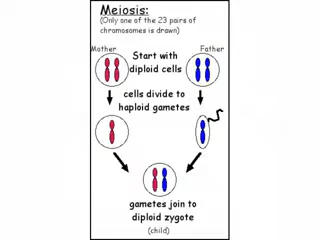 Meiosis:
(Only one of the 23 pairs of
chromosomes is drawn)
Mother
Father
Start with
diploid cells
cells divide to
haploid gametes
gametes join to
diploid zygote
(child)